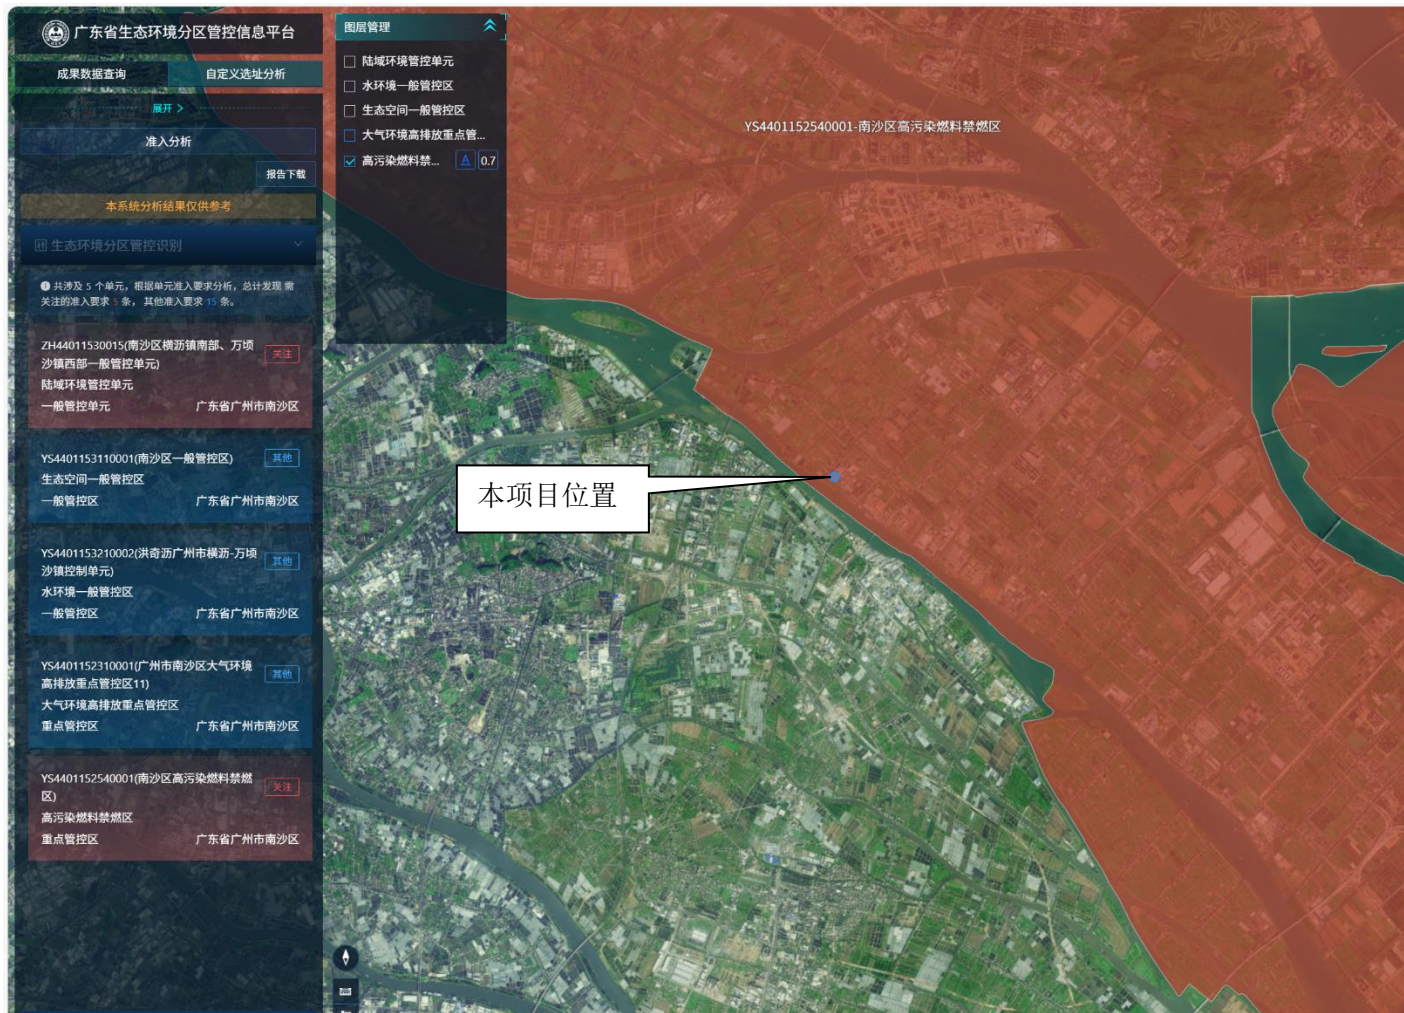 广东省生态环境分区管控信息平台
成果数据查询
自定义选址分析
展开 >
准入分析
报告下载
本系统分析结果仅供参考
生态环境分区管控识别
共涉及 5 个单元，根据单元准入要求分析，总计发现 需
关注的准入要求 5 条， 其他准入要求 15 条。
ZH44011530015(南沙区横沥镇南部、万顷
沙镇西部一般管控单元)
关注
陆域环境管控单元
一般管控单元
广东省广州市南沙区
YS4401153110001(南沙区一般管控区)
其他
生态空间一般管控区
一般管控区
广东省广州市南沙区
YS4401153210002(洪奇沥广州市横沥-万顷
沙镇控制单元)
其他
水环境一般管控区
一般管控区
广东省广州市南沙区
YS4401152310001(广州市南沙区大气环境
高排放重点管控区11)
其他
大气环境高排放重点管控区
重点管控区
广东省广州市南沙区
YS4401152540001(南沙区高污染燃料禁燃
区)
关注
高污染燃料禁燃区
重点管控区
广东省广州市南沙区
图层管理
陆域环境管控单元
水环境一般管控区
生态空间一般管控区
大气环境高排放重点管...
高污染燃料禁...
A
0.7
YS4401152540001-南沙区高污染燃料禁燃区
本项目位置